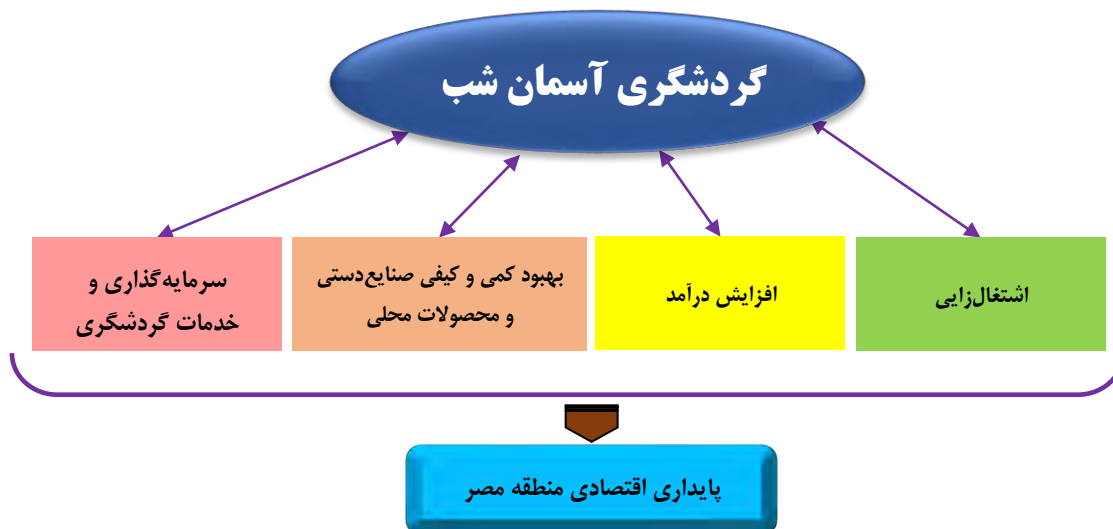 گردشگری آسمان شب
اشتغال‌زایی
افزایش درآمد
بهبود کمی و کیفی صنایع‌دستی
و محصولات محلی
سرمایه‌گذاری و
خدمات گردشگری
پایداری اقتصادی منطقه مصر